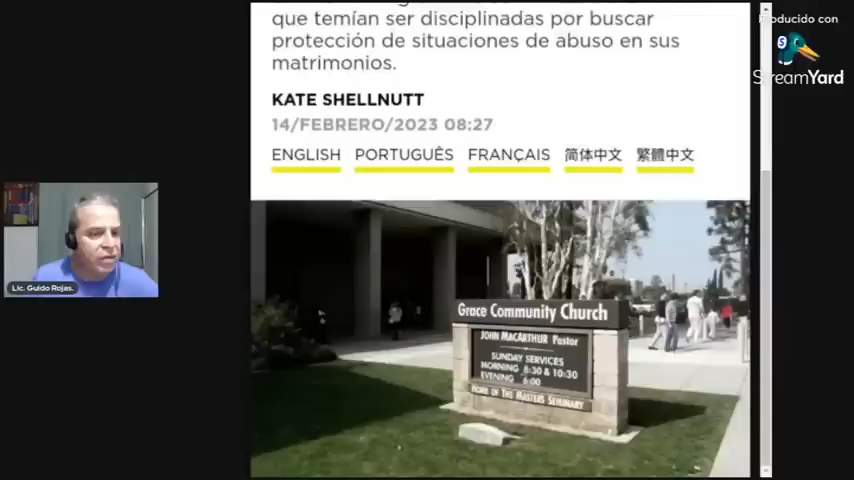 que temían ser disciplinadas por buscar
protección de situaciones de abuso en sus
matrimonios.
KATE SHELLNUTT
14/FEBRERO/2023 08:27
ENGLISH PORTUGUÊS FRANÇAIS 简体中文 繁體中文
Grace Community Church
JOHN MACARTHUR Pastor
SUNDAY SERVICES
MORNING 8:30 & 10:30
EVENING 6:00
HOME OF THE MASTERS SEMINARY
Lic. Guido Rojas.
Producido con
StreamYard